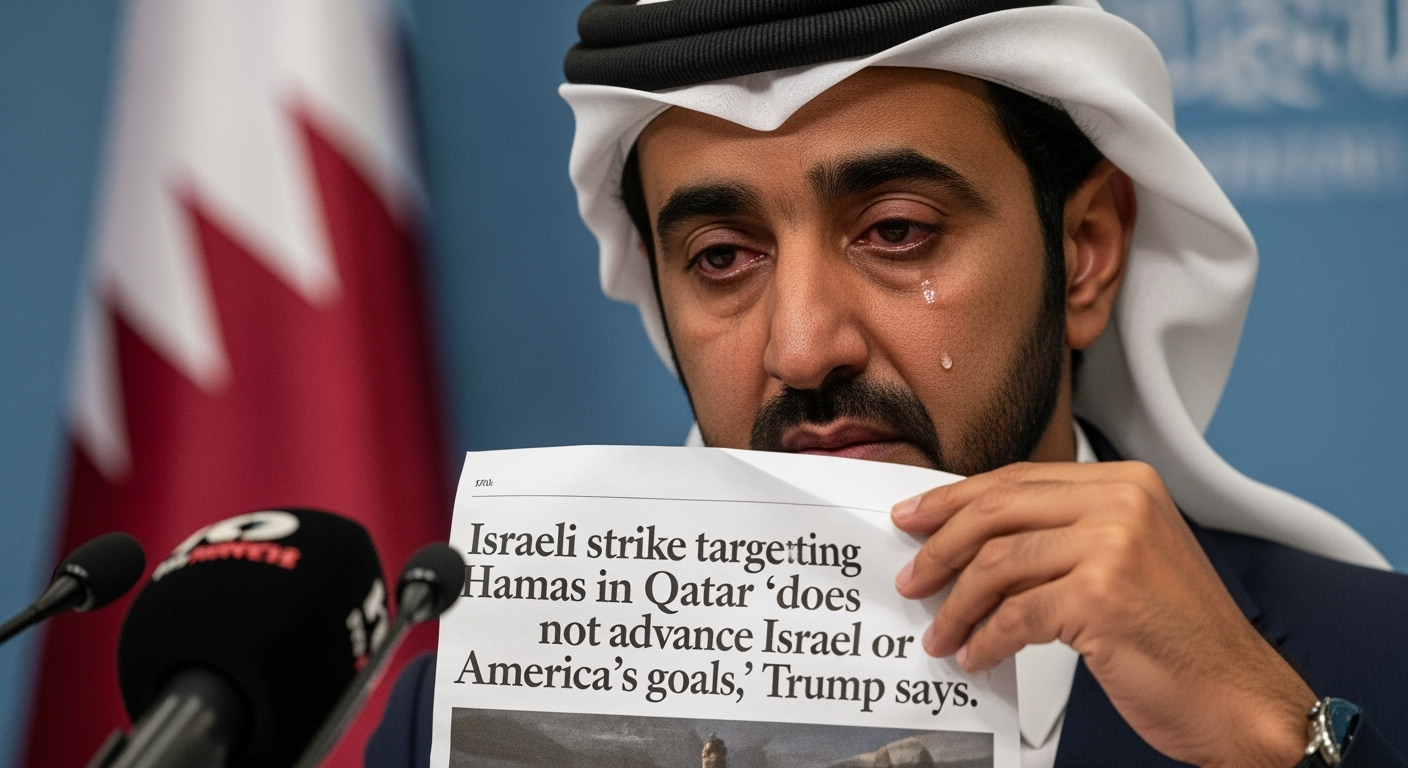 Israeli strike targeting
Hamas in Qatar ‘does
not advance Israel or
America’s goals,’ Trump says.